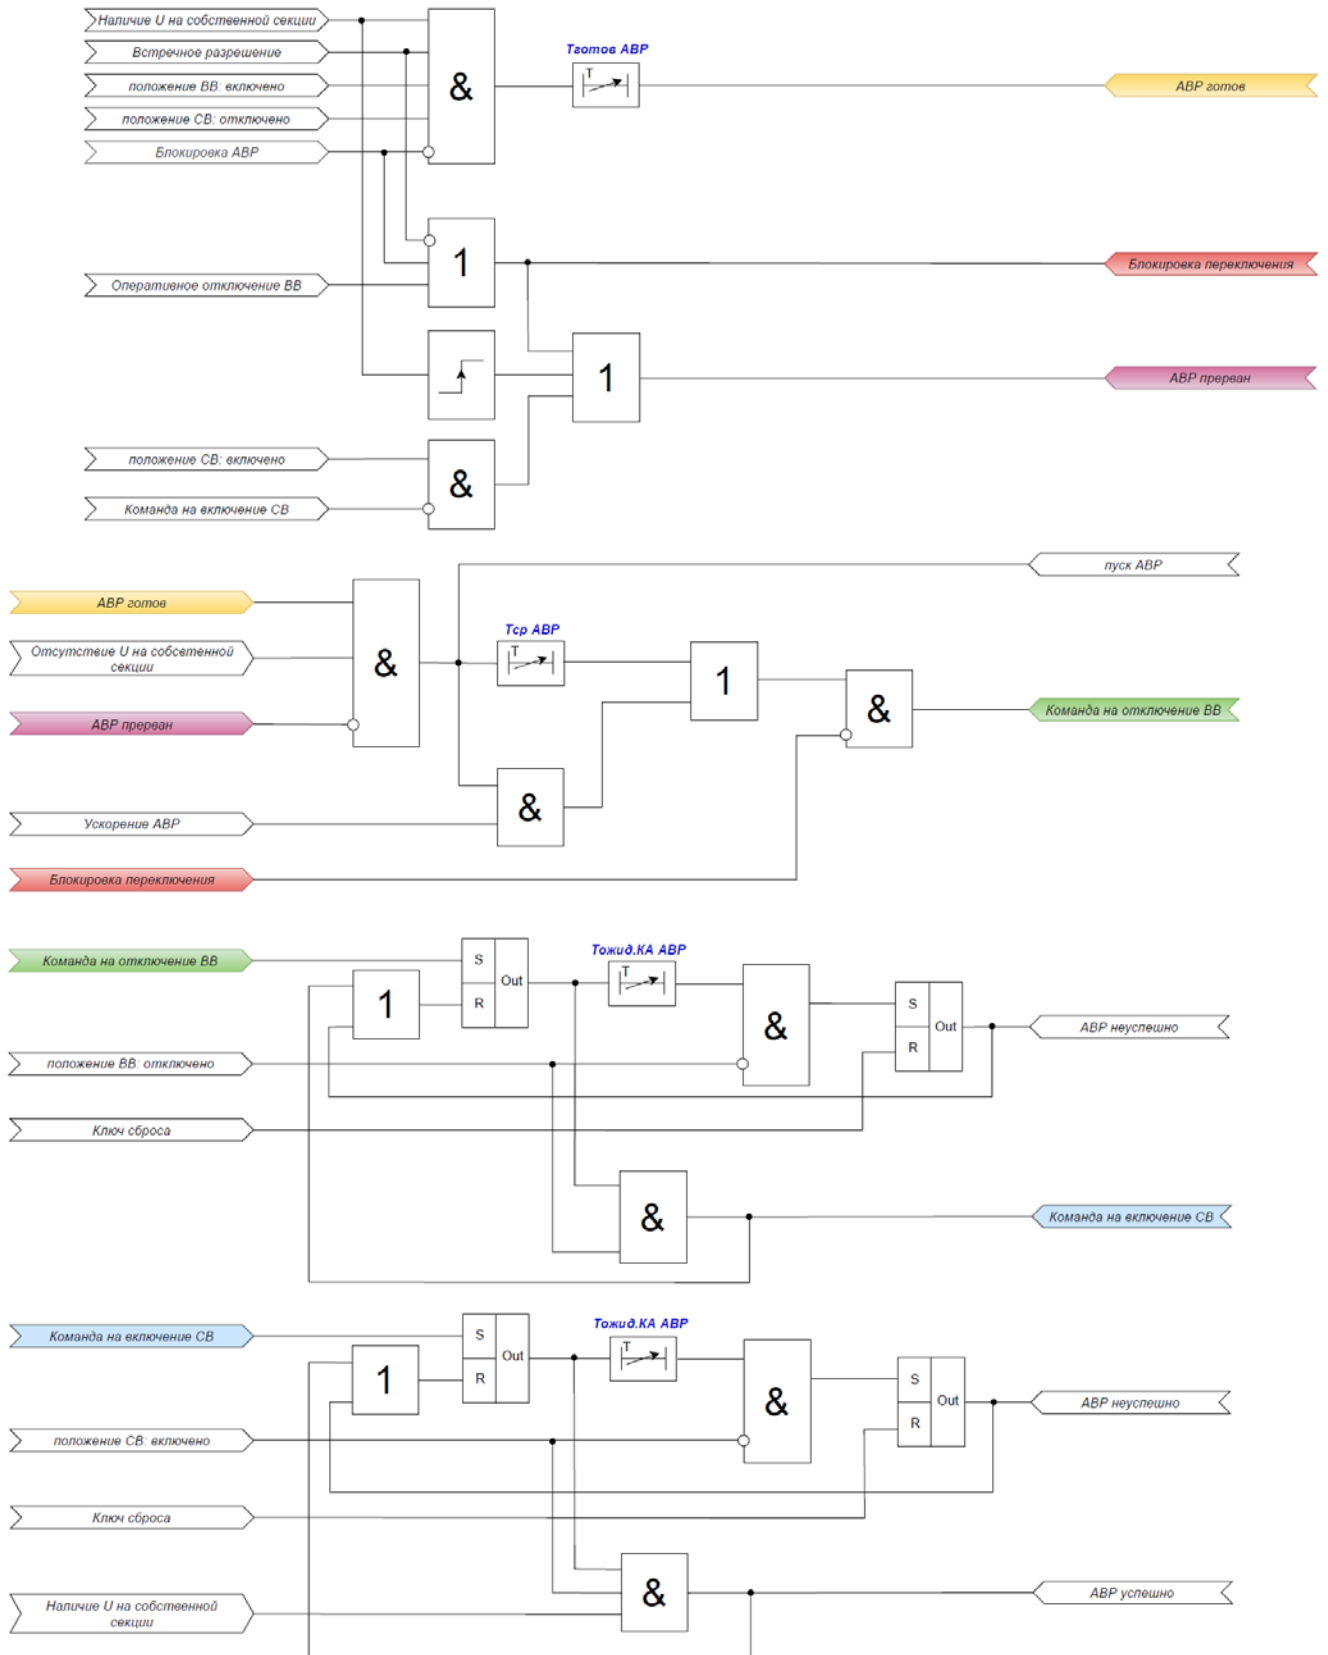 Наличие U на собственной секции
Встречное разрешение
Тготов АВР
положение ВВ: включено
&
T
АВР готов
положение СВ: отключено
Блокировка АВР
1
Блокировка переключения
Оперативное отключение ВВ
1
АВР прерван
положение СВ: включено
&
Команда на включение СВ
пуск АВР
АВР готов
Тср АВР
Отсутствие U на собсвтенной
секции
&
T
1
АВР прерван
&
Команда на отключение ВВ
Ускорение АВР
&
Блокировка переключения
Команда на отключение ВВ
S
Out
R
Тожид.КА АВР
T
1
&
S
Out
R
АВР неуспешно
положение ВВ: отключено
Ключ сброса
&
Команда на включение СВ
Команда на включение СВ
S
Out
R
Тожид.КА АВР
T
1
&
S
Out
R
АВР неуспешно
положение СВ: включено
Ключ сброса
Наличие U на собственной
секции
&
АВР успешно